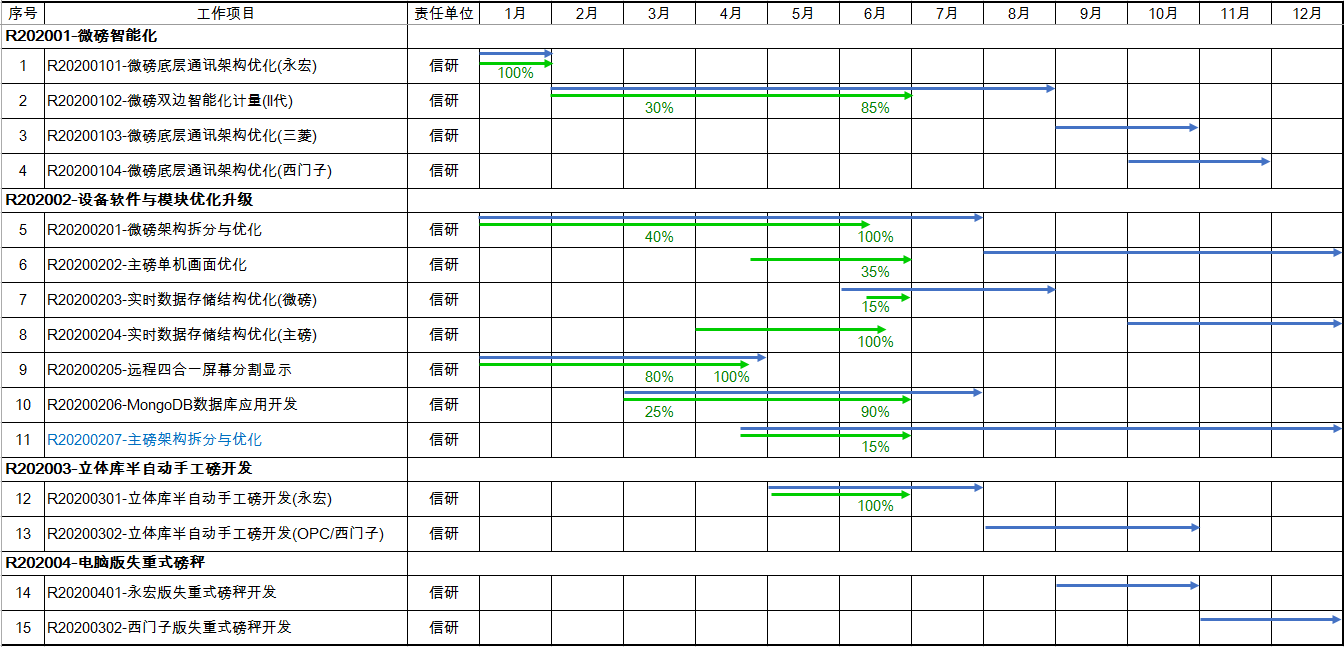 序号 工作项目 责任单位 1月 2月 3月 4月 5月 6月 7月 8月 9月 10月 11月 12月
R202001-微磅智能化
1 R20200101-微磅底层通讯架构优化(永宏) 信研 100%
2 R20200102-微磅双边智能化计量(II代) 信研 30% 85%
3 R20200103-微磅底层通讯架构优化(三菱) 信研
4 R20200104-微磅底层通讯架构优化(西门子) 信研
R202002-设备软件与模块优化升级
5 R20200201-微磅架构拆分与优化 信研 40% 100%
6 R20200202-主磅单机画面优化 信研 35%
7 R20200203-实时数据存储结构优化(微磅) 信研 15%
8 R20200204-实时数据存储结构优化(主磅) 信研 100%
9 R20200205-远程四合一屏幕分割显示 信研 80% 100%
10 R20200206-MongoDB数据库应用开发 信研 25% 90%
11 R20200207-主磅架构拆分与优化 信研 15%
R202003-立体库半自动手工磅开发
12 R20200301-立体库半自动手工磅开发(永宏) 信研 100%
13 R20200302-立体库半自动手工磅开发(OPC/西门子) 信研
R202004-电脑版失重式磅秤
14 R20200401-永宏版失重式磅秤开发 信研
15 R20200302-西门子版失重式磅秤开发 信研